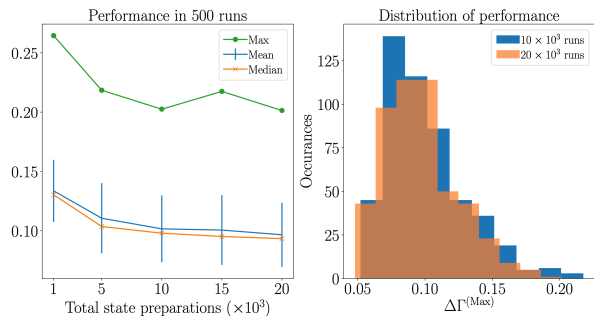 Performance in 500 runs
0.25
0.20
0.15
0.10
Max
Mean
Median
1
5
10
15
20
Total state preparations (×10³)
Distribution of performance
Occurances
125
100
75
50
25
0
10 × 10³ runs
20 × 10³ runs
0.05
0.10
0.15
0.20
ΔΓ⁽ᴹᵃˣ⁾